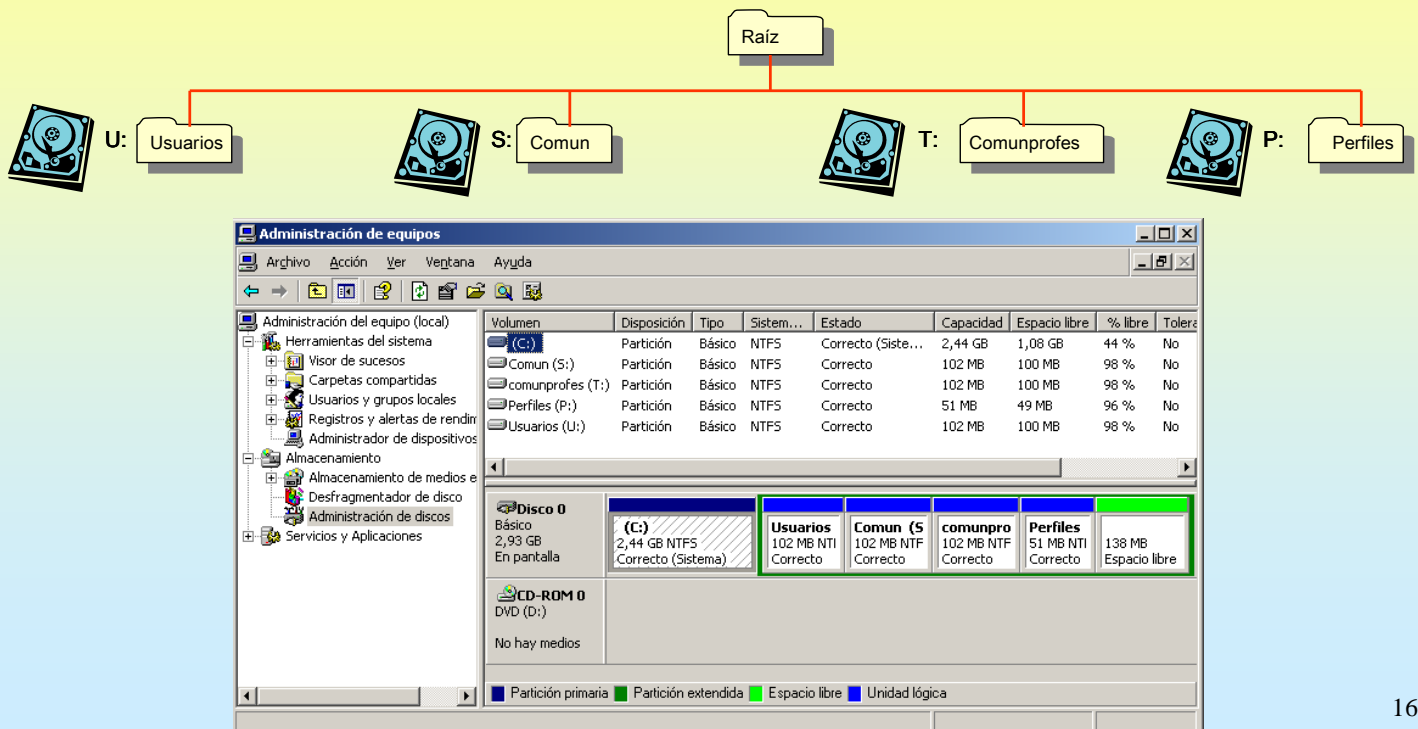 Raíz
U: Usuarios
S: Comun
T: Comunprofes
P: Perfiles
Administración de equipos
Archivo Acción Ver Ventana Ayuda
Administración del equipo (local)
Herramientas del sistema
Visor de sucesos
Carpetas compartidas
Usuarios y grupos locales
Registros y alertas de rendin
Administrador de dispositivos
Almacenamiento
Almacenamiento de medios e
Desfragmentador de disco
Administración de discos
Servicios y Aplicaciones
Volumen Disposición Tipo Sistem... Estado Capacidad Espacio libre % libre Tolera
(C:) Partición Básico NTFS Correcto (Siste... 2,44 GB 1,08 GB 44 % No
Comun (S:) Partición Básico NTFS Correcto 102 MB 100 MB 98 % No
comunprofes (T:) Partición Básico NTFS Correcto 102 MB 100 MB 98 % No
Perfiles (P:) Partición Básico NTFS Correcto 51 MB 49 MB 96 % No
Usuarios (U:) Partición Básico NTFS Correcto 102 MB 100 MB 98 % No
Disco 0
Básico
2,93 GB
En pantalla
(C:)
2,44 GB NTFS
Correcto (Sistema)
Usuarios
102 MB NTI
Correcto
Comun (S
102 MB NTF
Correcto
comunpro
102 MB NTF
Correcto
Perfiles
51 MB NTI
Correcto
138 MB
Espacio libre
CD-ROM 0
DVD (D:)
No hay medios
Partición primaria Partición extendida Espacio libre Unidad lógica
16